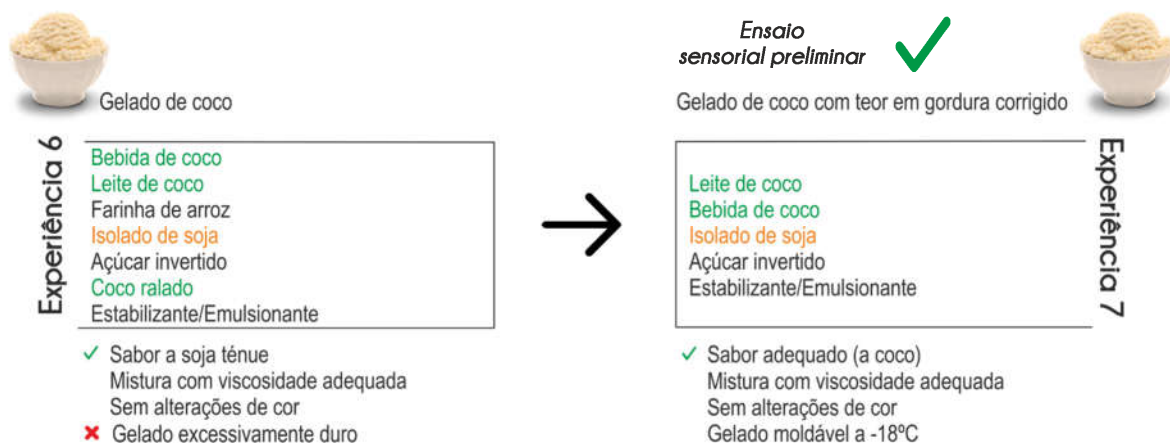 Gelado de coco
Experiência 6
Bebida de coco
Leite de coco
Farinha de arroz
Isolado de soja
Açúcar invertido
Coco ralado
Estabilizante/Emulsionante
Sabor a soja ténue
Mistura com viscosidade adequada
Sem alterações de cor
Gelado excessivamente duro
Ensaio
sensorial preliminar
Gelado de coco com teor em gordura corrigido
Experiência 7
Leite de coco
Bebida de coco
Isolado de soja
Açúcar invertido
Estabilizante/Emulsionante
Sabor adequado (a coco)
Mistura com viscosidade adequada
Sem alterações de cor
Gelado moldável a -18ºC